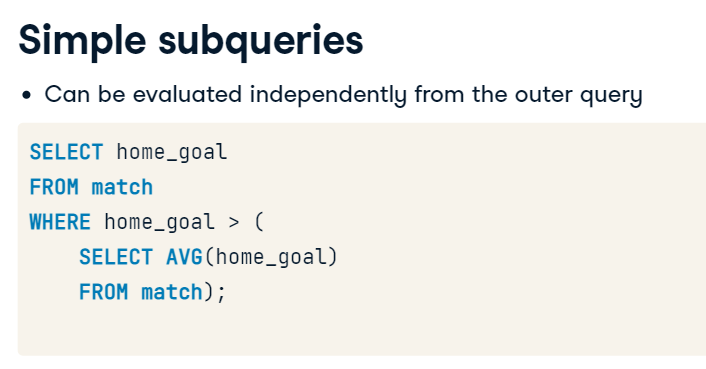 Simple subqueries
• Can be evaluated independently from the outer query
SELECT home_goal
FROM match
WHERE home_goal > (
    SELECT AVG(home_goal)
    FROM match);